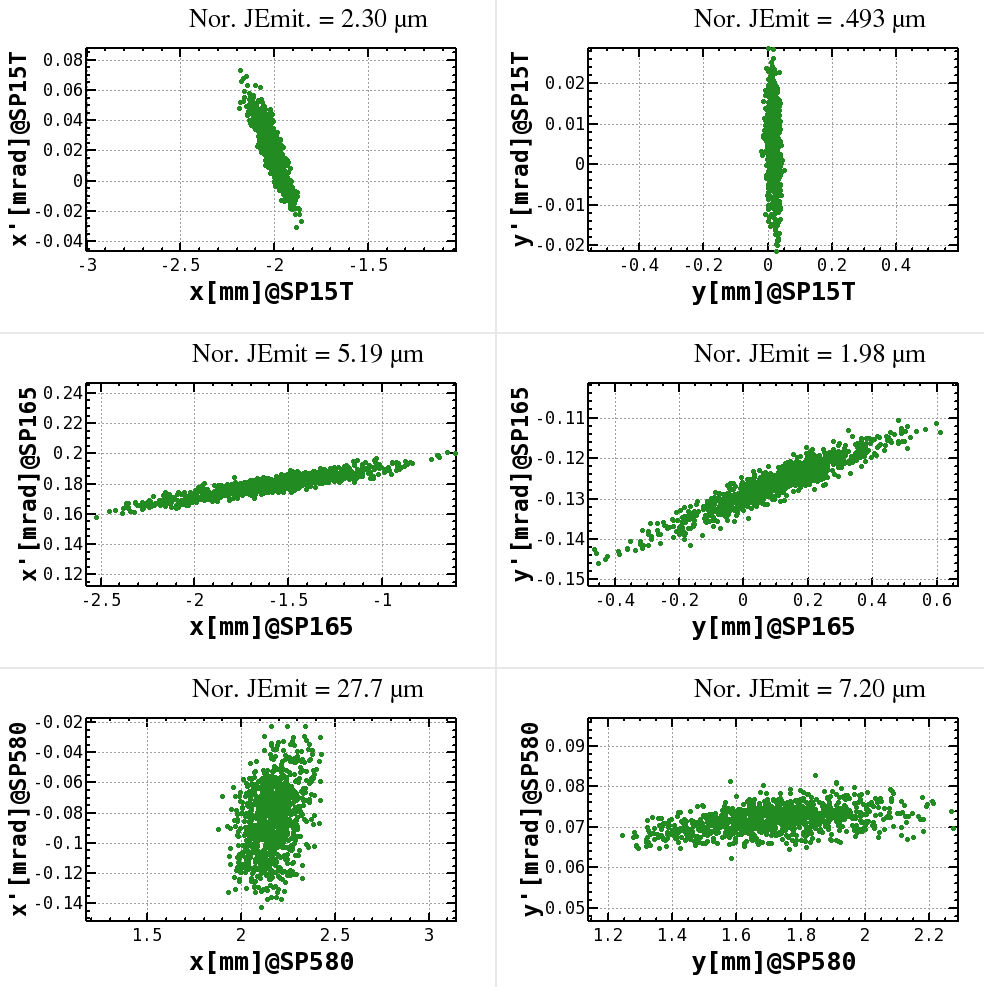 Nor. JEmit. = 2.30 µm
x'[mrad]@SP15T
0.08
0.06
0.04
0.02
0
-0.02
-0.04
-3 -2.5 -2 -1.5
x[mm]@SP15T
Nor. JEmit = .493 µm
y'[mrad]@SP15T
0.02
0.01
0
-0.01
-0.02
-0.4 -0.2 0 0.2 0.4
y[mm]@SP15T
Nor. JEmit = 5.19 µm
x'[mrad]@SP165
0.24
0.22
0.2
0.18
0.16
0.14
0.12
-2.5 -2 -1.5 -1
x[mm]@SP165
Nor. JEmit = 1.98 µm
y'[mrad]@SP165
-0.11
-0.12
-0.13
-0.14
-0.15
-0.4 -0.2 0 0.2 0.4 0.6
y[mm]@SP165
Nor. JEmit = 27.7 µm
x'[mrad]@SP580
-0.02
-0.04
-0.06
-0.08
-0.1
-0.12
-0.14
1.5 2 2.5 3
x[mm]@SP580
Nor. JEmit = 7.20 µm
y'[mrad]@SP580
0.09
0.08
0.07
0.06
0.05
1.2 1.4 1.6 1.8 2 2.2
y[mm]@SP580